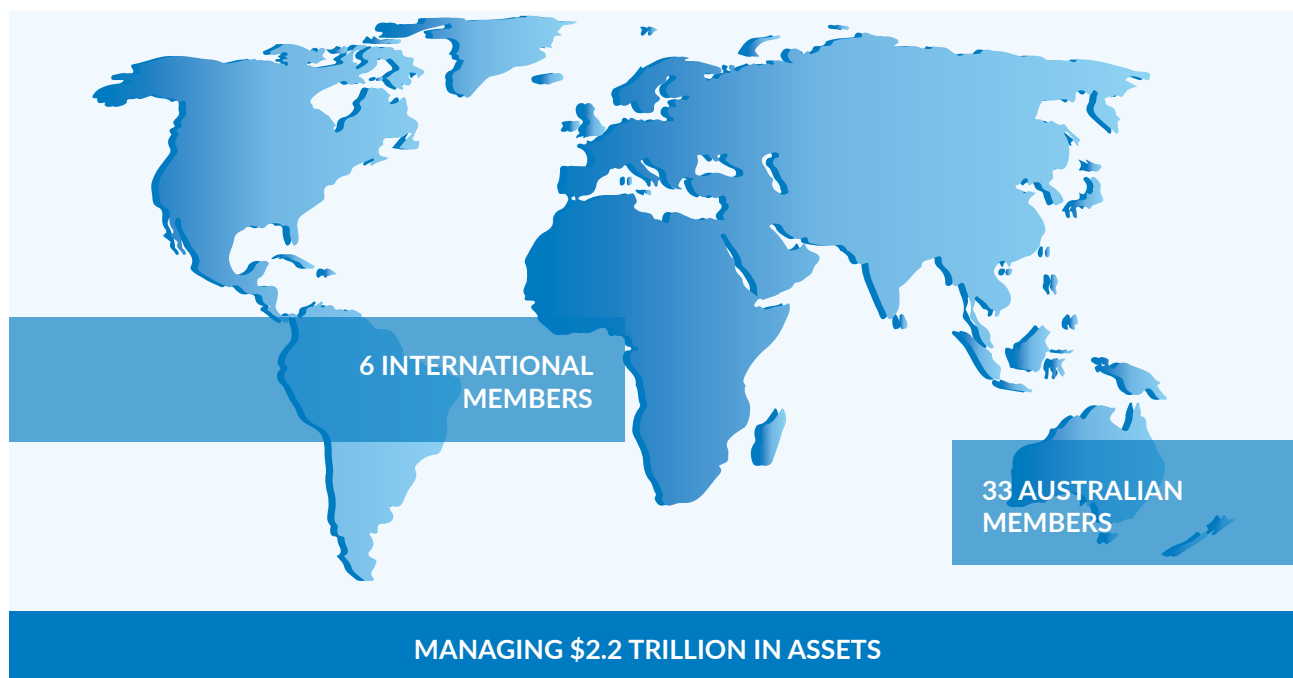 6 INTERNATIONAL
MEMBERS
33 AUSTRALIAN
MEMBERS
MANAGING $2.2 TRILLION IN ASSETS